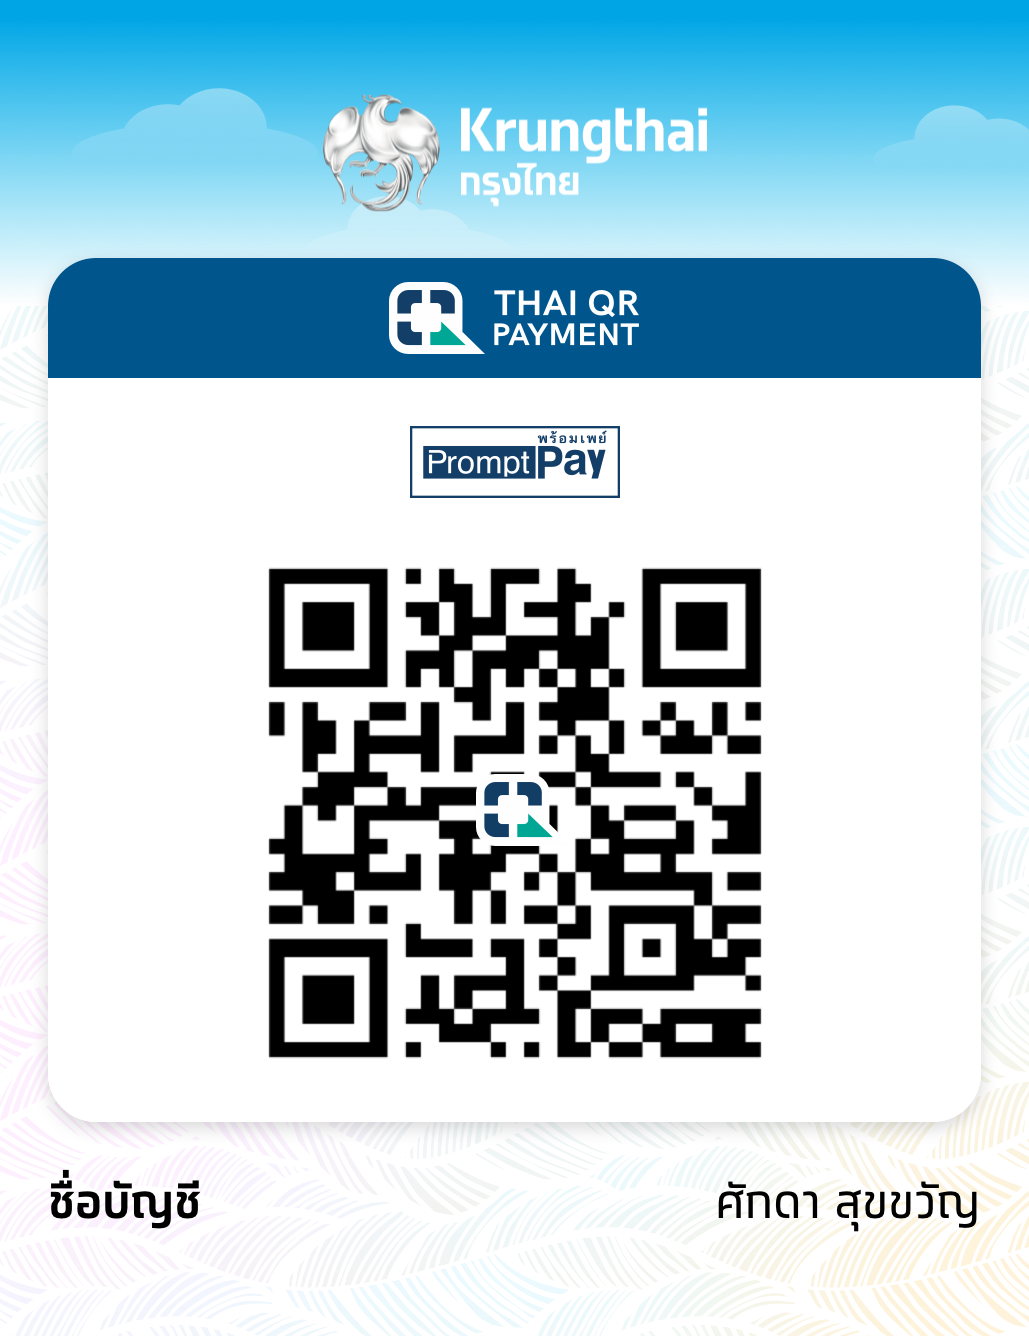 Krungthai
กรุงไทย
THAI QR
PAYMENT
พร้อมเพย์
PromptPay
ชื่อบัญชี ศักดา สุขขวัญ